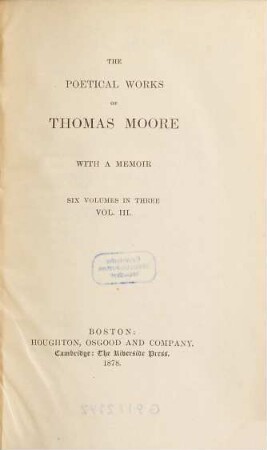 THE
POETICAL WORKS
OF
THOMAS MOORE
WITH A MEMOIR
SIX VOLUMES IN THREE
VOL. III.
BOSTON:
HOUGHTON, OSGOOD AND COMPANY.
Cambridge: The Riverside Press.
1878.